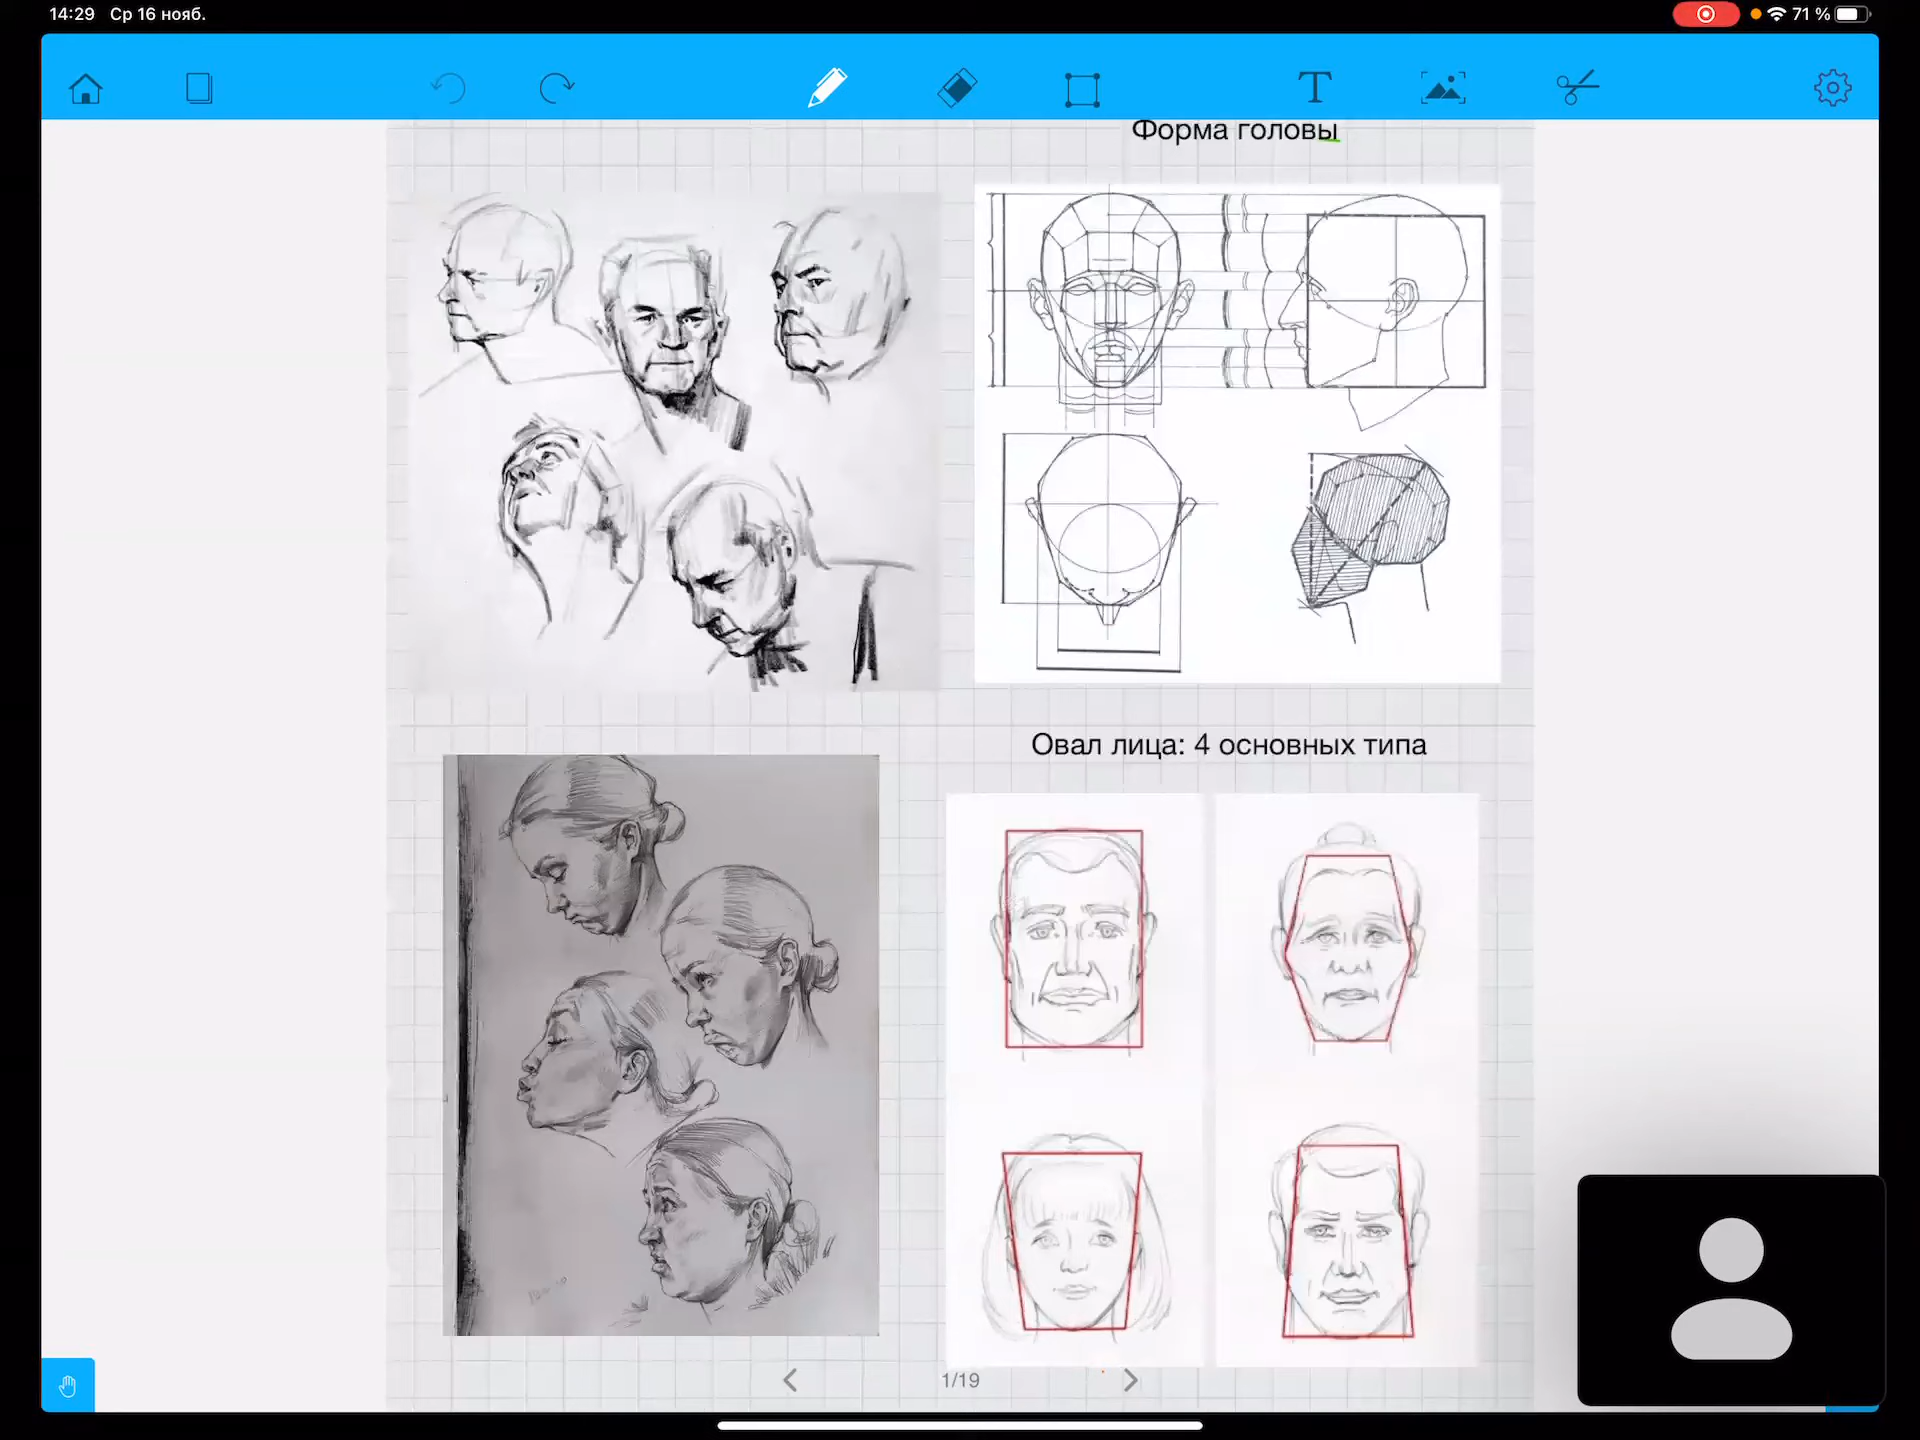 14:29 Ср 16 нояб.
71 %
T
Форма головы
Овал лица: 4 основных типа
1/19